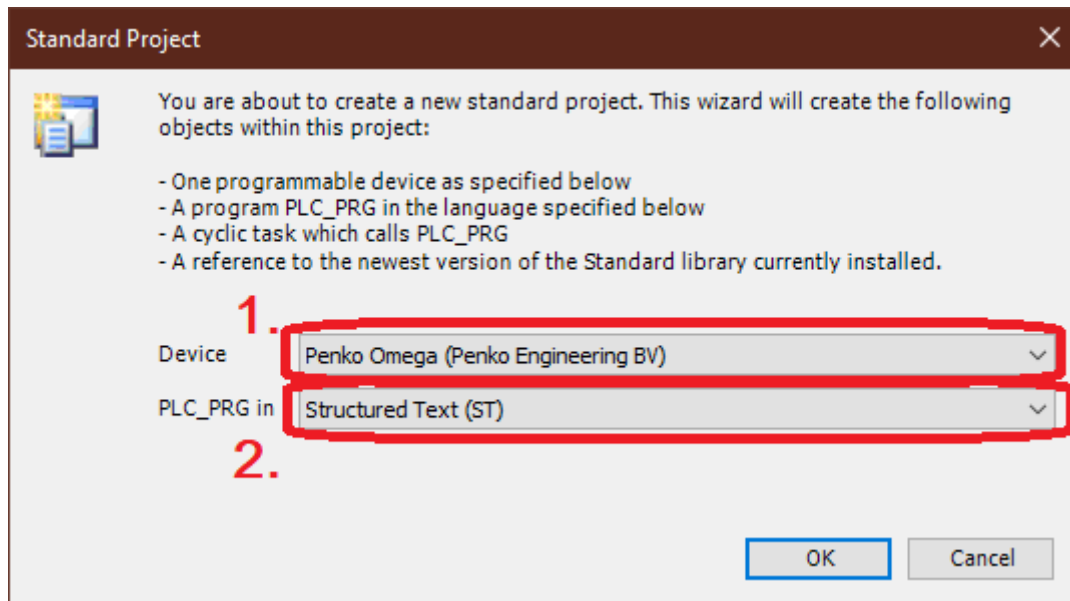 Standard Project
You are about to create a new standard project. This wizard will create the following
objects within this project:
- One programmable device as specified below
- A program PLC_PRG in the language specified below
- A cyclic task which calls PLC_PRG
- A reference to the newest version of the Standard library currently installed.
1.
Device Penko Omega (Penko Engineering BV)
PLC_PRG in Structured Text (ST)
2.
OK Cancel